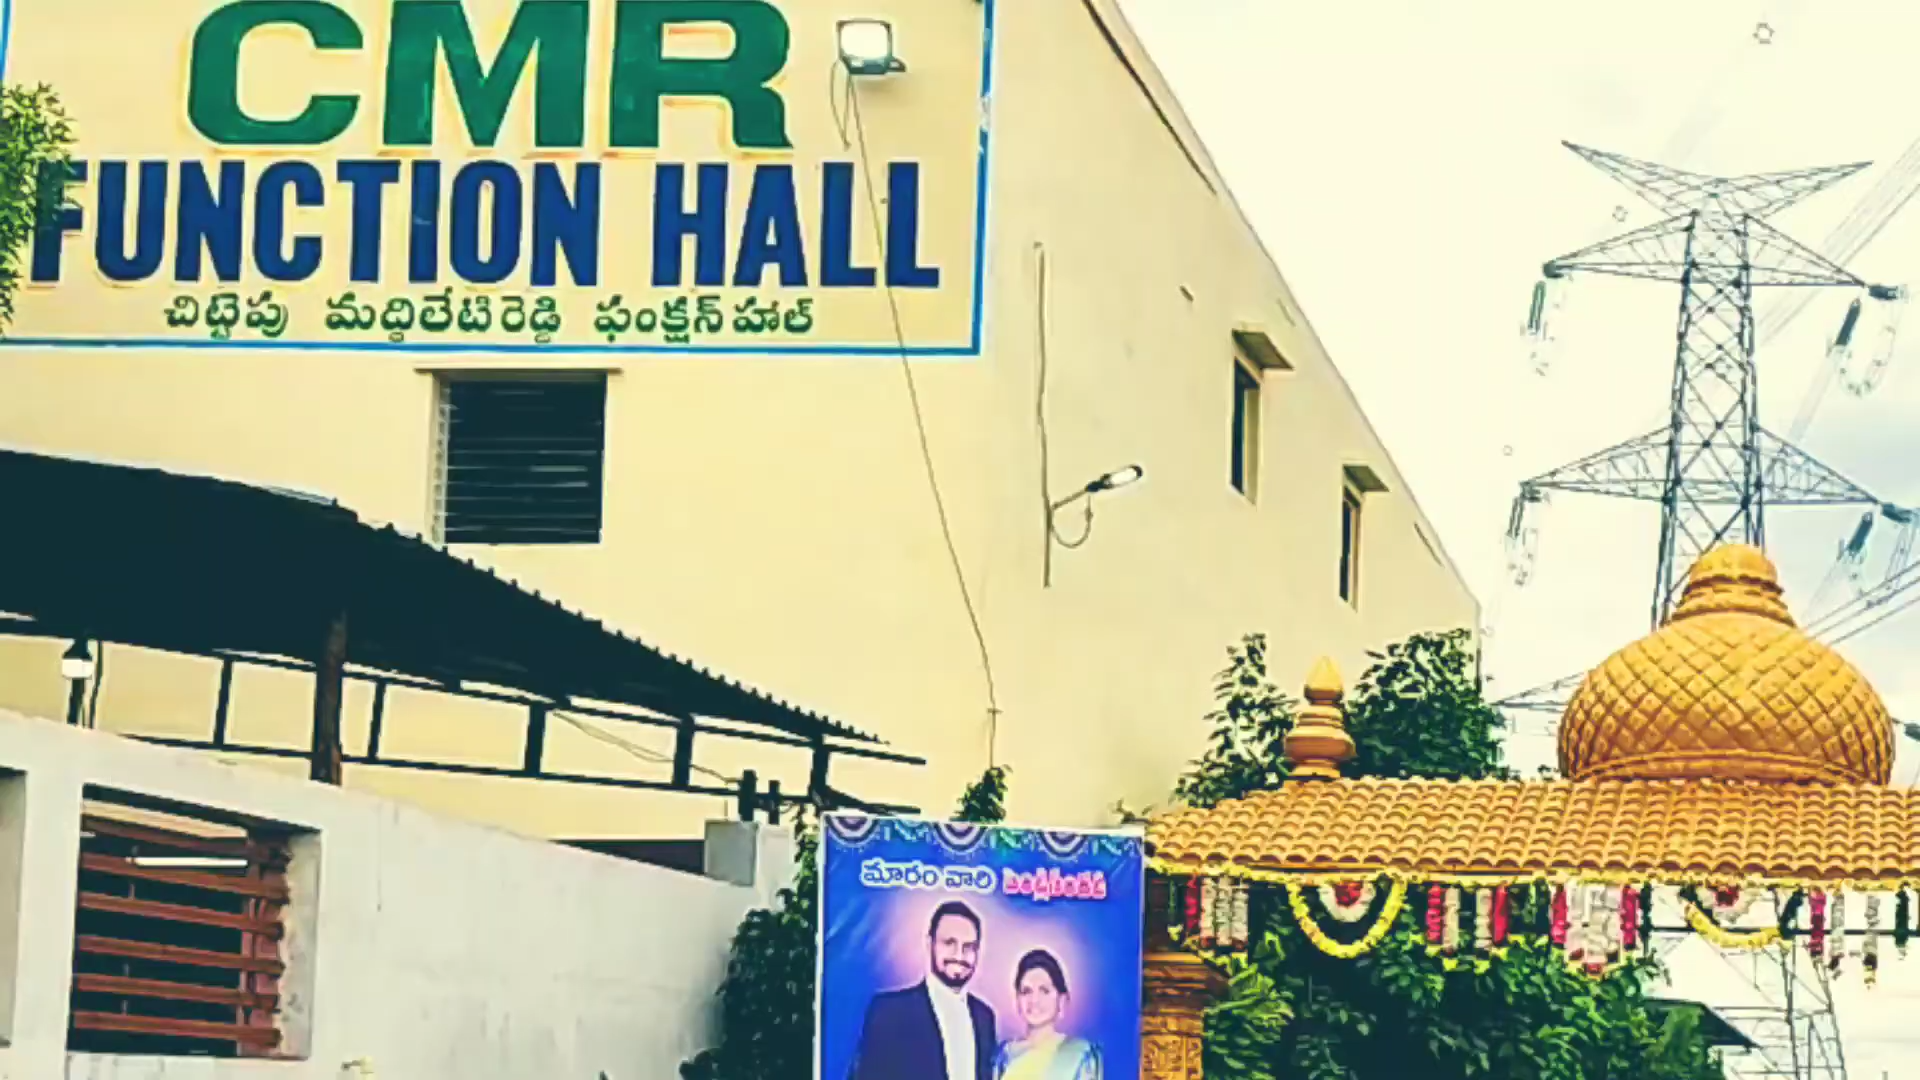 CMR
FUNCTION HALL
చిట్టెపు మద్దిలేటి రెడ్డి ఫంక్షన్ హాల్
మారం వారి పెండ్లిసందడి